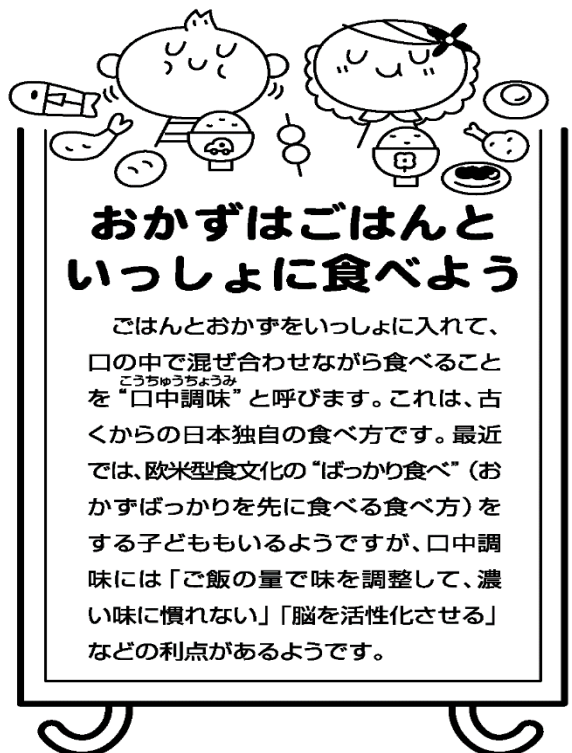 おかずはごはんと
いっしょに食べよう
ごはんとおかずをいっしょに入れて、
口の中で混ぜ合わせながら食べること
こうちゅうちょうみ
を“口中調味”と呼びます。これは、古
くからの日本独自の食べ方です。最近
では、欧米型食文化の“ばっかり食べ”（お
かずばっかりを先に食べる食べ方）を
する子どももいるようですが、口中調
味には「ご飯の量で味を調整して、濃
い味に慣れない」「脳を活性化させる」
などの利点があるようです。